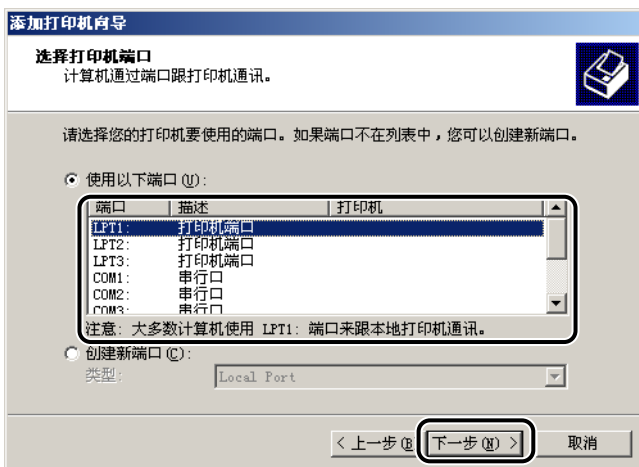 添加打印机向导
选择打印机端口
计算机通过端口跟打印机通讯。
请选择您的打印机要使用的端口。如果端口不在列表中，您可以创建新端口。
使用以下端口(U):
端口 描述 打印机
LPT1: 打印机端口
LPT2: 打印机端口
LPT3: 打印机端口
COM1: 串行口
COM2: 串行口
COM3: 串行口
注意: 大多数计算机使用 LPT1: 端口来跟本地打印机通讯。
创建新端口(C):
类型: Local Port
< 上一步(B 下一步(N) > 取消